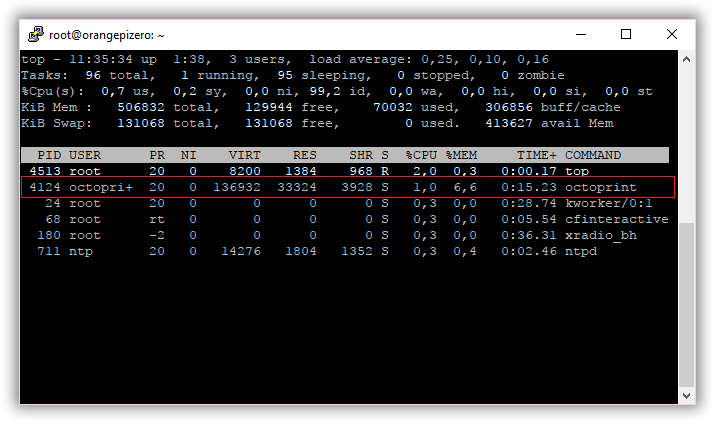 root@orangepizero: ~
top - 11:35:34 up  1:38,  3 users,  load average: 0,25, 0,10, 0,16
Tasks:  96 total,   1 running,  95 sleeping,   0 stopped,   0 zombie
%Cpu(s):  0,7 us,  0,2 sy,  0,0 ni, 99,2 id,  0,0 wa,  0,0 hi,  0,0 si,  0,0 st
KiB Mem :   506832 total,   129944 free,    70032 used,   306856 buff/cache
KiB Swap:   131068 total,   131068 free,        0 used.   413627 avail Mem
PID USER      PR  NI    VIRT    RES    SHR S  %CPU %MEM     TIME+ COMMAND
4513 root      20   0    8200   1384    968 R   2,0  0,3   0:00.17 top
4124 octopri+  20   0  136932  33324   3928 S   1,0  6,6   0:15.23 octoprint
24 root      20   0       0      0      0 S   0,3  0,0   0:28.74 kworker/0:1
68 root      rt   0       0      0      0 S   0,3  0,0   0:05.54 cfinteractive
180 root      -2   0       0      0      0 S   0,3  0,0   0:36.31 xradio_bh
711 ntp       20   0   14276   1804   1352 S   0,3  0,4   0:02.46 ntpd